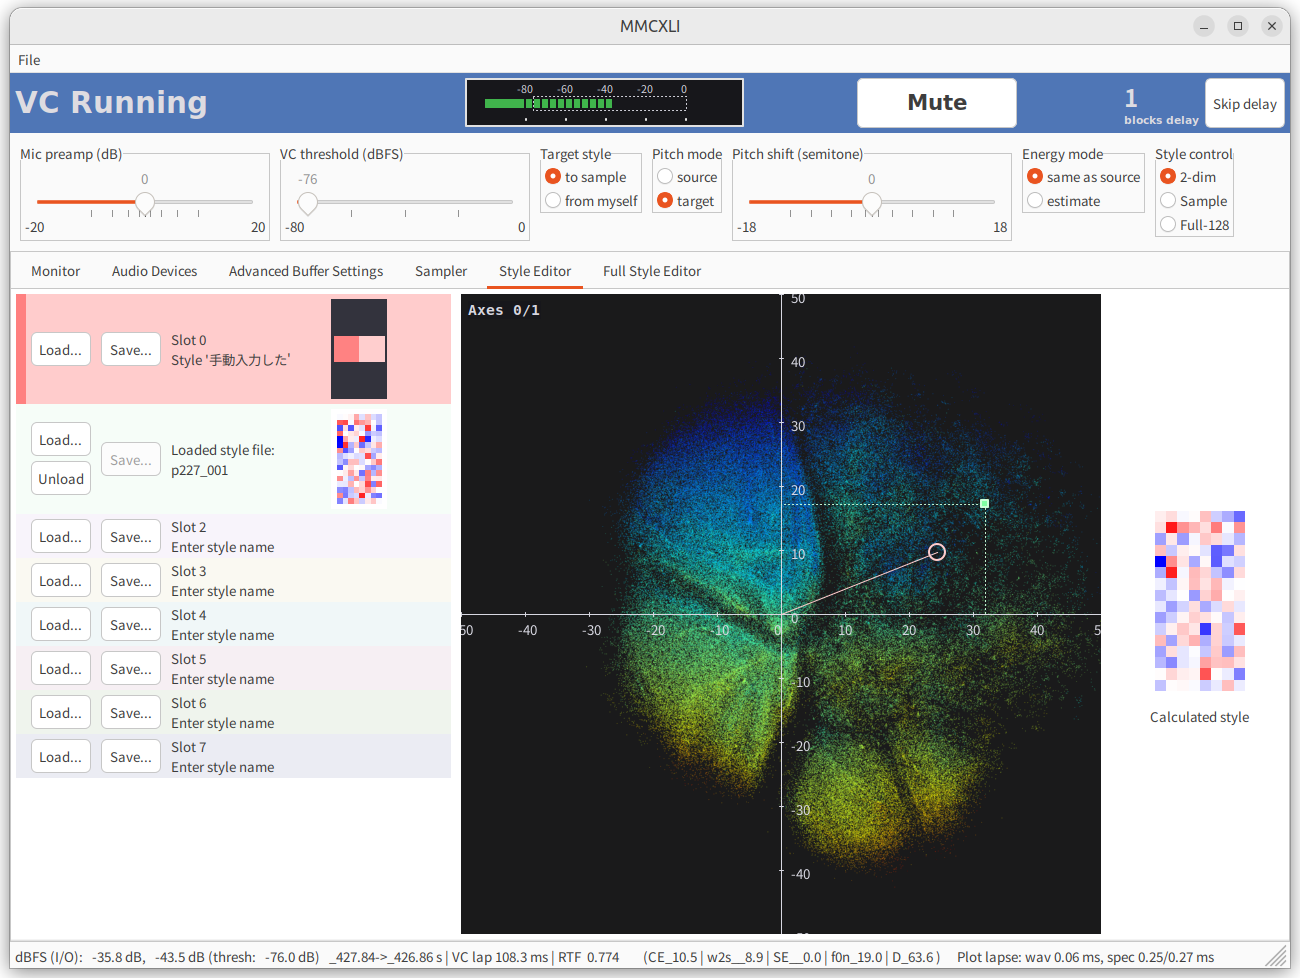 MMCXLI
File
VC Running
-80 -60 -40 -20 0
Mute
1
blocks delay
Skip delay
Mic preamp (dB)
0
-20 20
VC threshold (dBFS)
-76
-80 0
Target style
to sample
from myself
Pitch mode
source
target
Pitch shift (semitone)
0
-18 18
Energy mode
same as source
estimate
Style control
2-dim
Sample
Full-128
Monitor Audio Devices Advanced Buffer Settings Sampler Style Editor Full Style Editor
Load... Save...
Slot 0
Style '手動入力した'
Load...
Unload
Save...
Loaded style file:
p227_001
Load... Save...
Slot 2
Enter style name
Load... Save...
Slot 3
Enter style name
Load... Save...
Slot 4
Enter style name
Load... Save...
Slot 5
Enter style name
Load... Save...
Slot 6
Enter style name
Load... Save...
Slot 7
Enter style name
Axes 0/1
50
40
30
20
10
0
-10
-20
-30
-40
50 -40 -30 -20 -10 0 10 20 30 40 5
Calculated style
dBFS (I/O): -35.8 dB, -43.5 dB (thresh: -76.0 dB) _427.84->_426.86 s | VC lap 108.3 ms | RTF 0.774 (CE_10.5 | w2s__8.9 | SE__0.0 | f0n_19.0 | D_63.6 ) Plot lapse: wav 0.06 ms, spec 0.25/0.27 ms